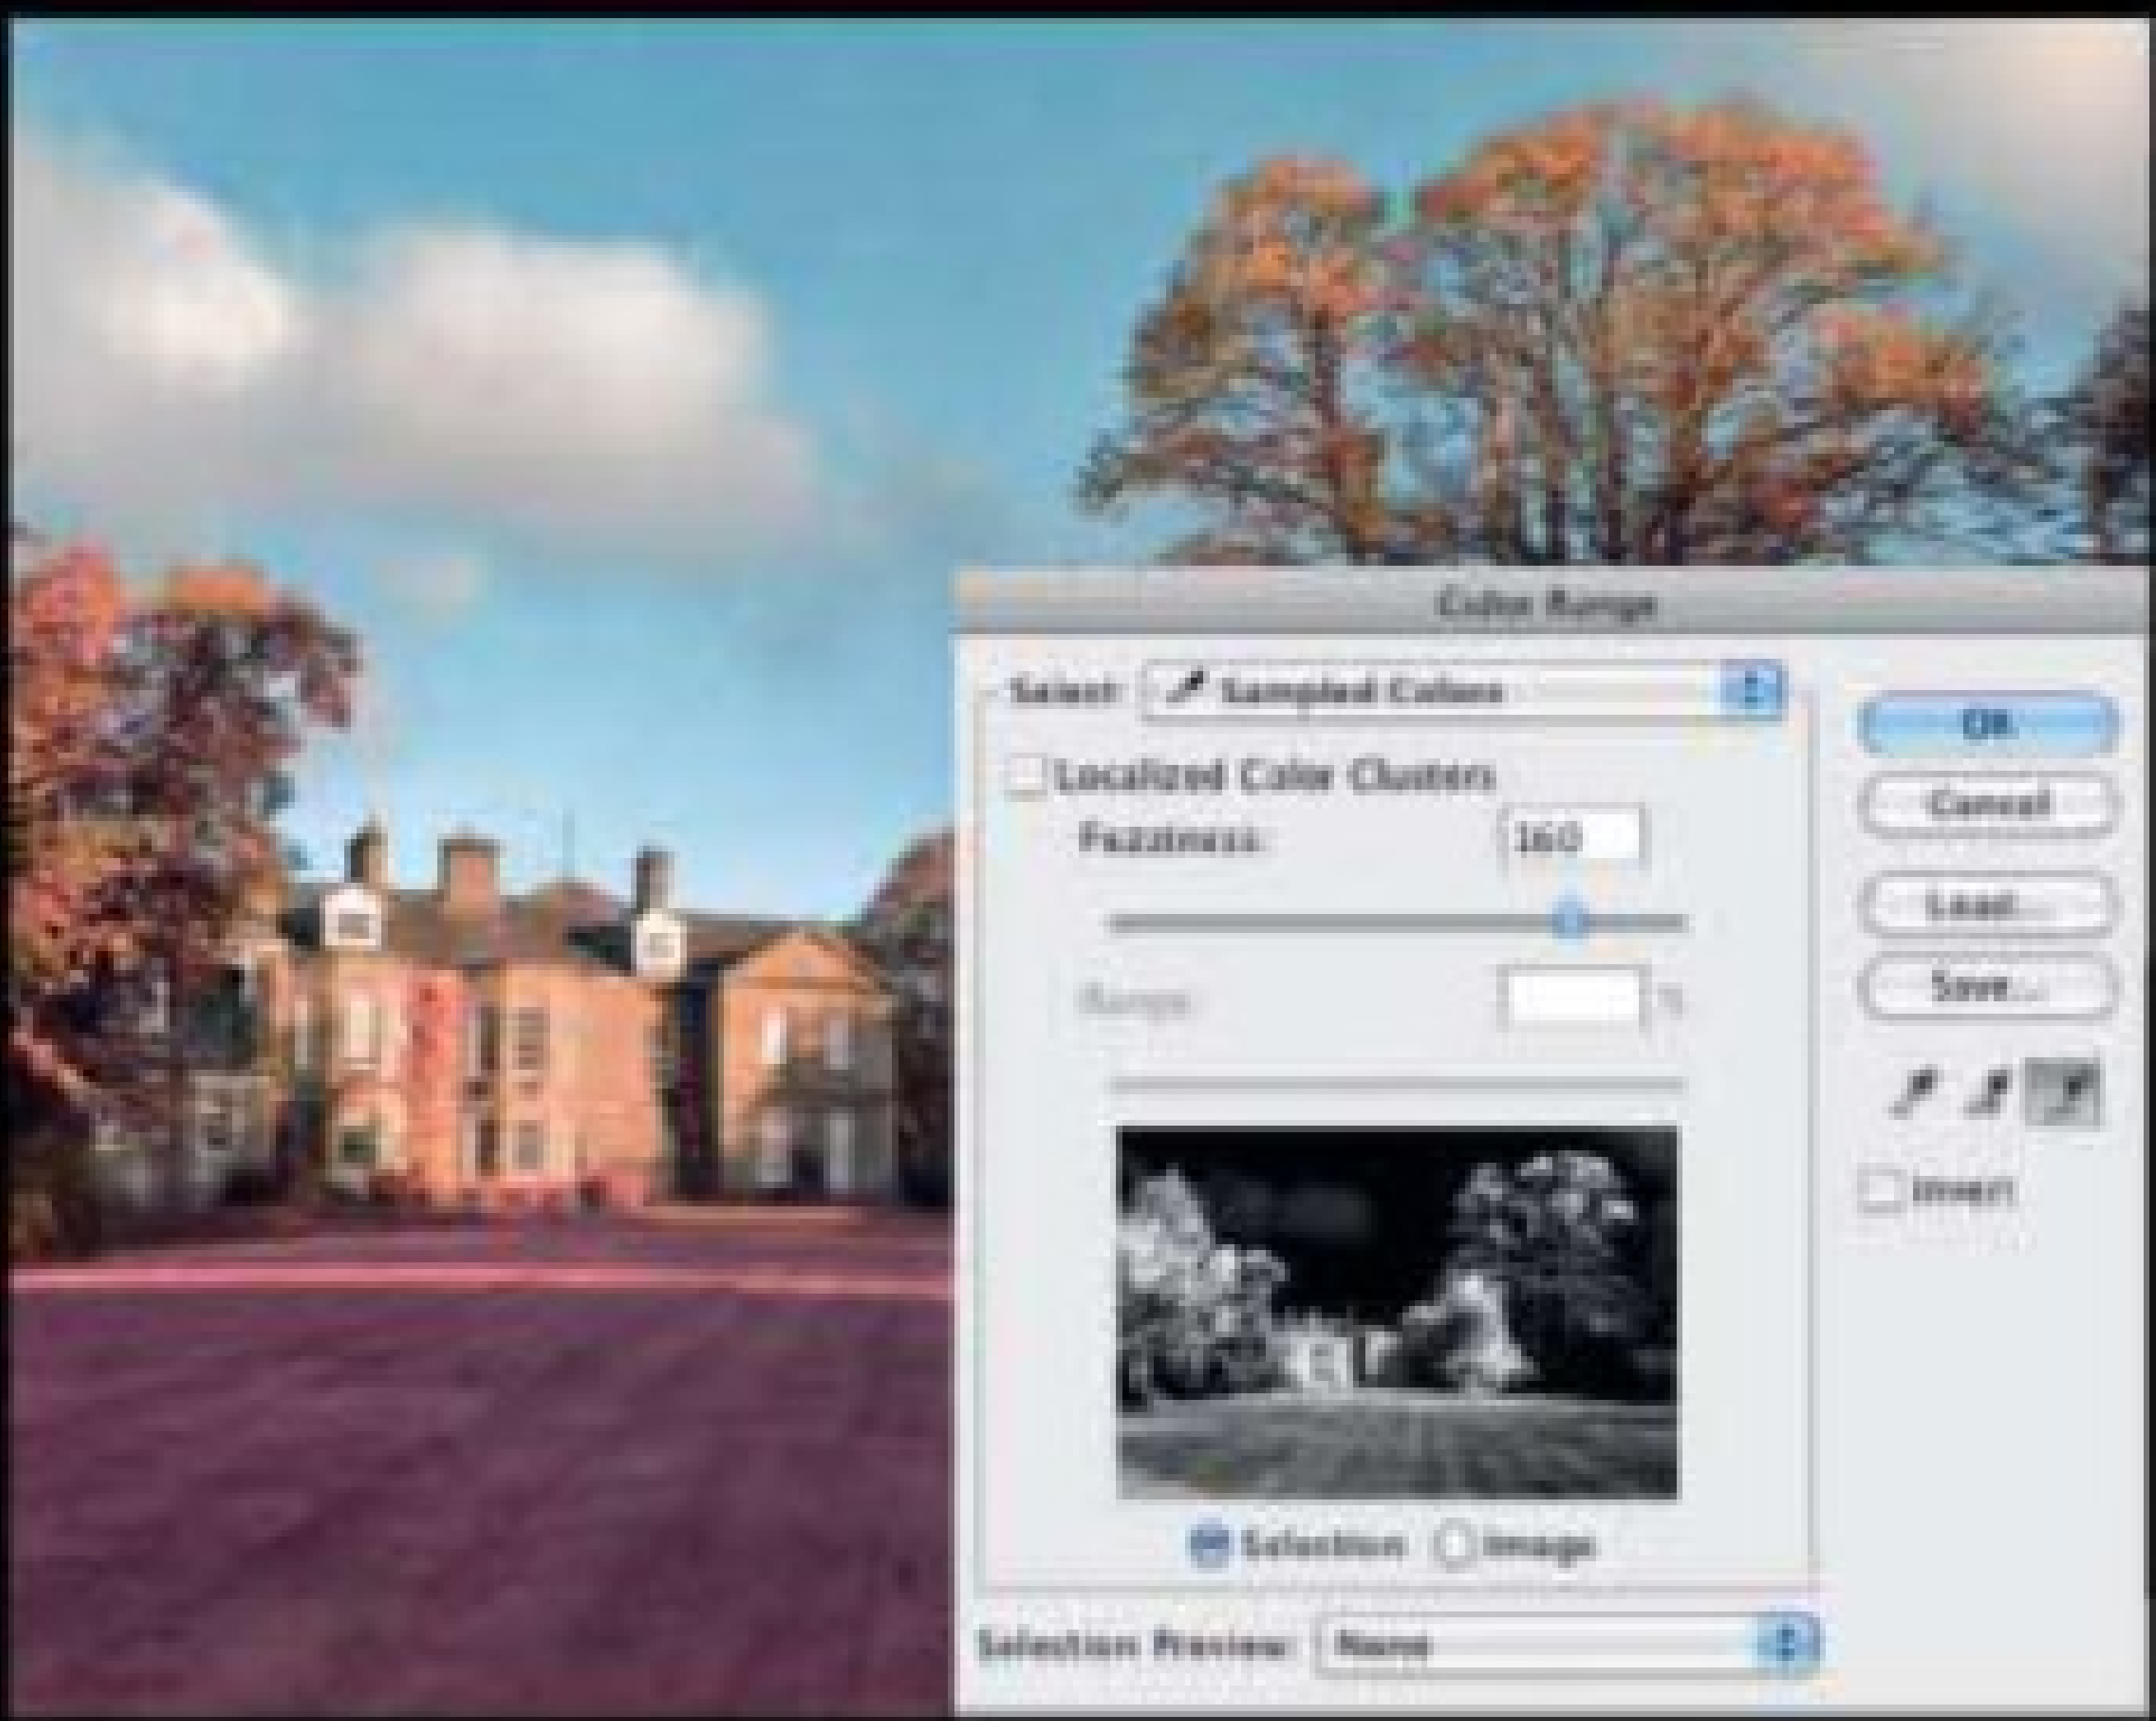 Color Range
Select: Sampled Colors
OK
Localized Color Clusters
Cancel
Fuzziness: 160
Load...
Save...
Range: %
Invert
Selection Image
Selection Preview: None